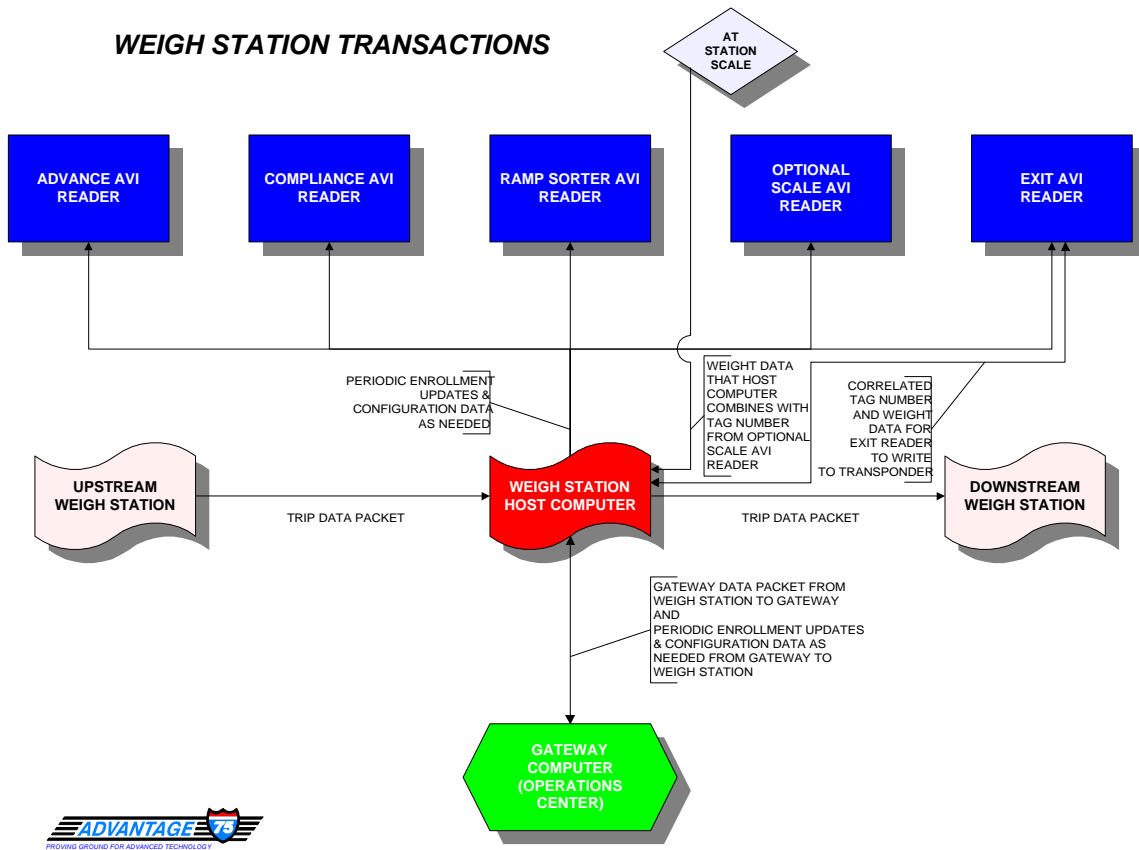 WEIGH STATION TRANSACTIONS
AT
STATION
SCALE
ADVANCE AVI
READER
COMPLIANCE AVI
READER
RAMP SORTER AVI
READER
OPTIONAL
SCALE AVI
READER
EXIT AVI
READER
PERIODIC ENROLLMENT
UPDATES &
CONFIGURATION DATA
AS NEEDED
WEIGHT DATA
THAT HOST
COMPUTER
COMBINES WITH
TAG NUMBER
FROM OPTIONAL
SCALE AVI
READER
CORRELATED
TAG NUMBER
AND WEIGHT
DATA FOR
EXIT READER
TO WRITE
TO TRANSPONDER
UPSTREAM
WEIGH STATION
TRIP DATA PACKET
WEIGH STATION
HOST COMPUTER
TRIP DATA PACKET
DOWNSTREAM
WEIGH STATION
GATEWAY DATA PACKET FROM
WEIGH STATION TO GATEWAY
AND
PERIODIC ENROLLMENT UPDATES
& CONFIGURATION DATA AS
NEEDED FROM GATEWAY TO
WEIGH STATION
GATEWAY
COMPUTER
(OPERATIONS
CENTER)
ADVANTAGE 75
PROVING GROUND FOR ADVANCED TECHNOLOGY